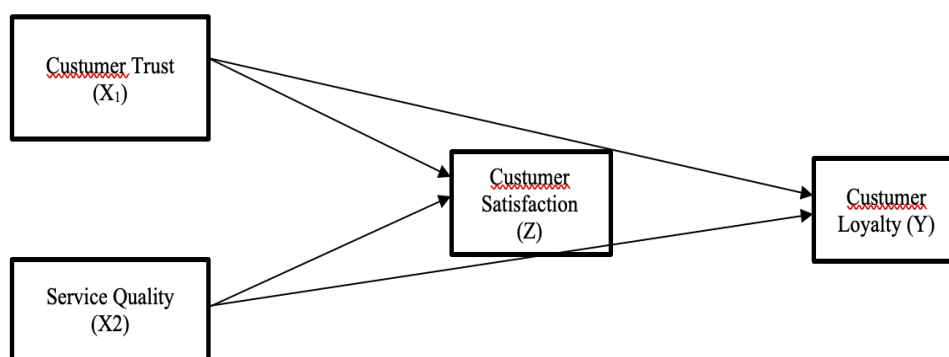 Custumer Trust
(X₁)
Custumer
Satisfaction
(Z)
Custumer
Loyalty (Y)
Service Quality
(X2)